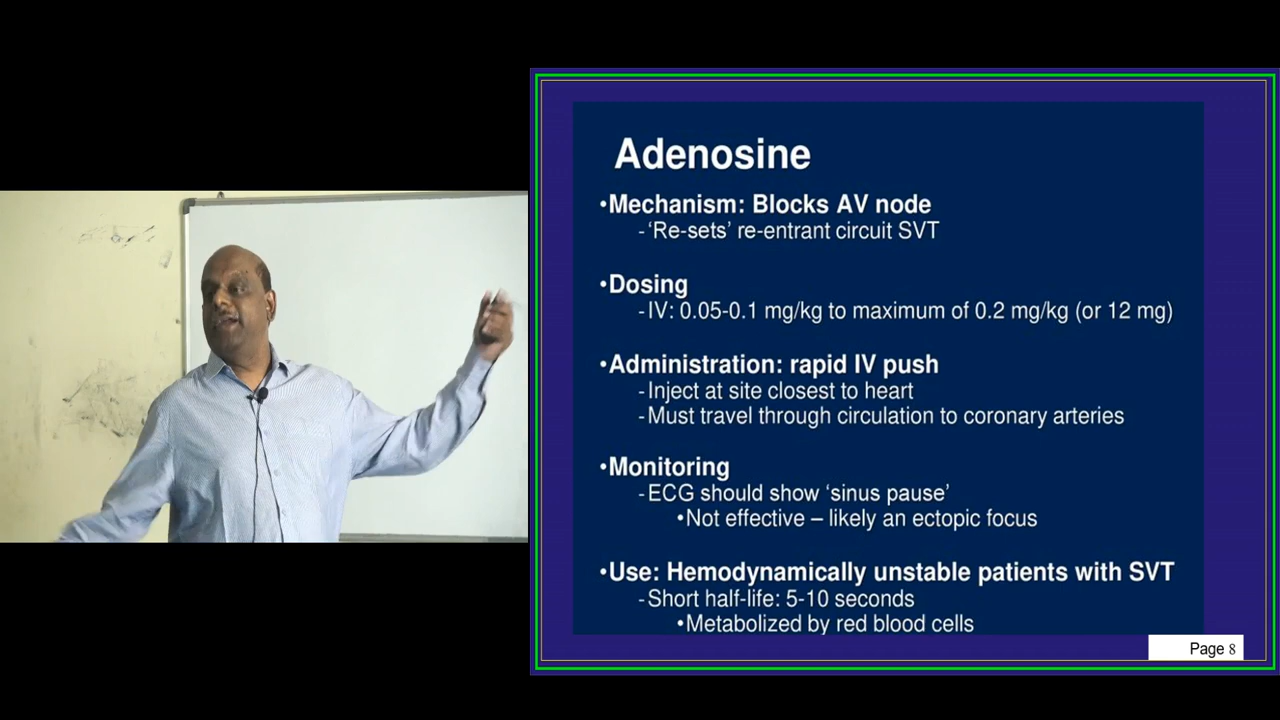 Adenosine
•Mechanism: Blocks AV node
-‘Re-sets’ re-entrant circuit SVT
•Dosing
-IV: 0.05-0.1 mg/kg to maximum of 0.2 mg/kg (or 12 mg)
•Administration: rapid IV push
-Inject at site closest to heart
-Must travel through circulation to coronary arteries
•Monitoring
-ECG should show ‘sinus pause’
•Not effective – likely an ectopic focus
•Use: Hemodynamically unstable patients with SVT
-Short half-life: 5-10 seconds
•Metabolized by red blood cells
Page 8